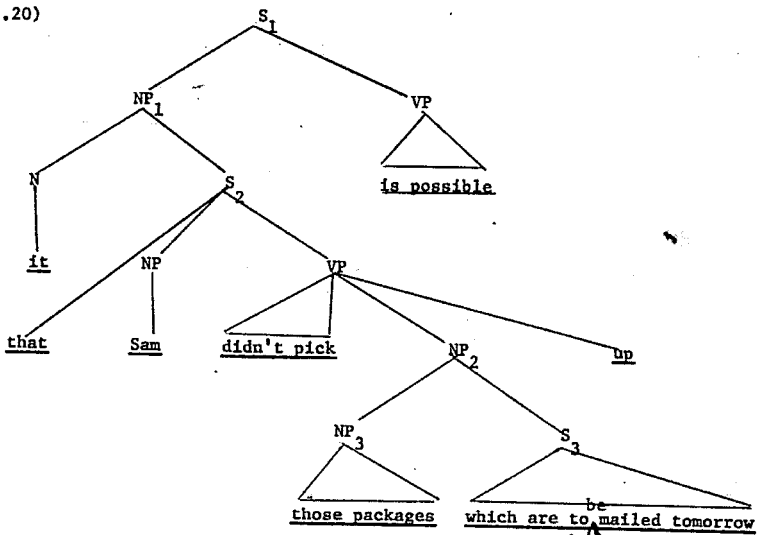 .20)
S1
NP1 VP
N S2 is possible
it NP VP
that Sam didn't pick NP2 up
NP3 S3
those packages which are to be mailed tomorrow